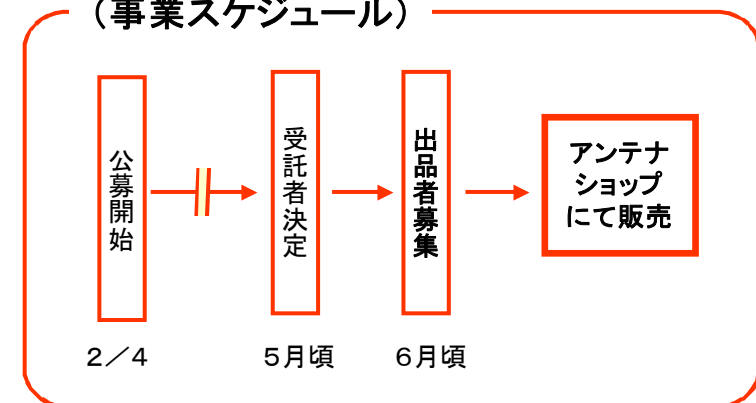 （事業スケジュール）
公募開始
受託者決定
出品者募集
アンテナ
ショップ
にて販売
２／４
５月頃
６月頃